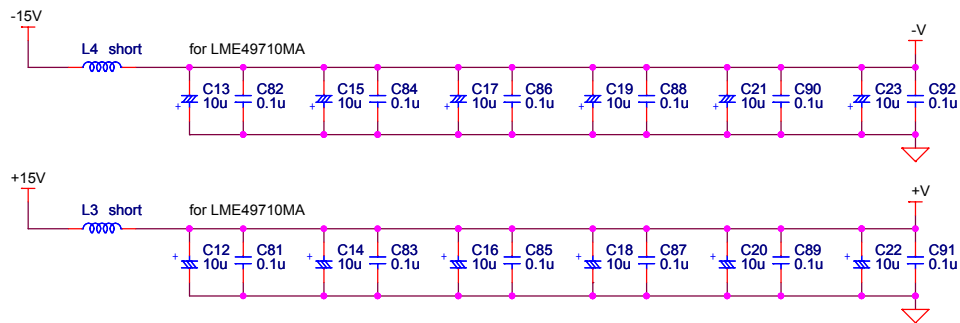 -15V
-V
L4 short
for LME49710MA
C13 C82 C15 C84 C17 C86 C19 C88 C21 C90 C23 C92
+ 10u 0.1u + 10u 0.1u + 10u 0.1u + 10u 0.1u + 10u 0.1u + 10u 0.1u
+15V
+V
L3 short
for LME49710MA
C12 C81 C14 C83 C16 C85 C18 C87 C20 C89 C22 C91
+ 10u 0.1u + 10u 0.1u + 10u 0.1u + 10u 0.1u + 10u 0.1u + 10u 0.1u